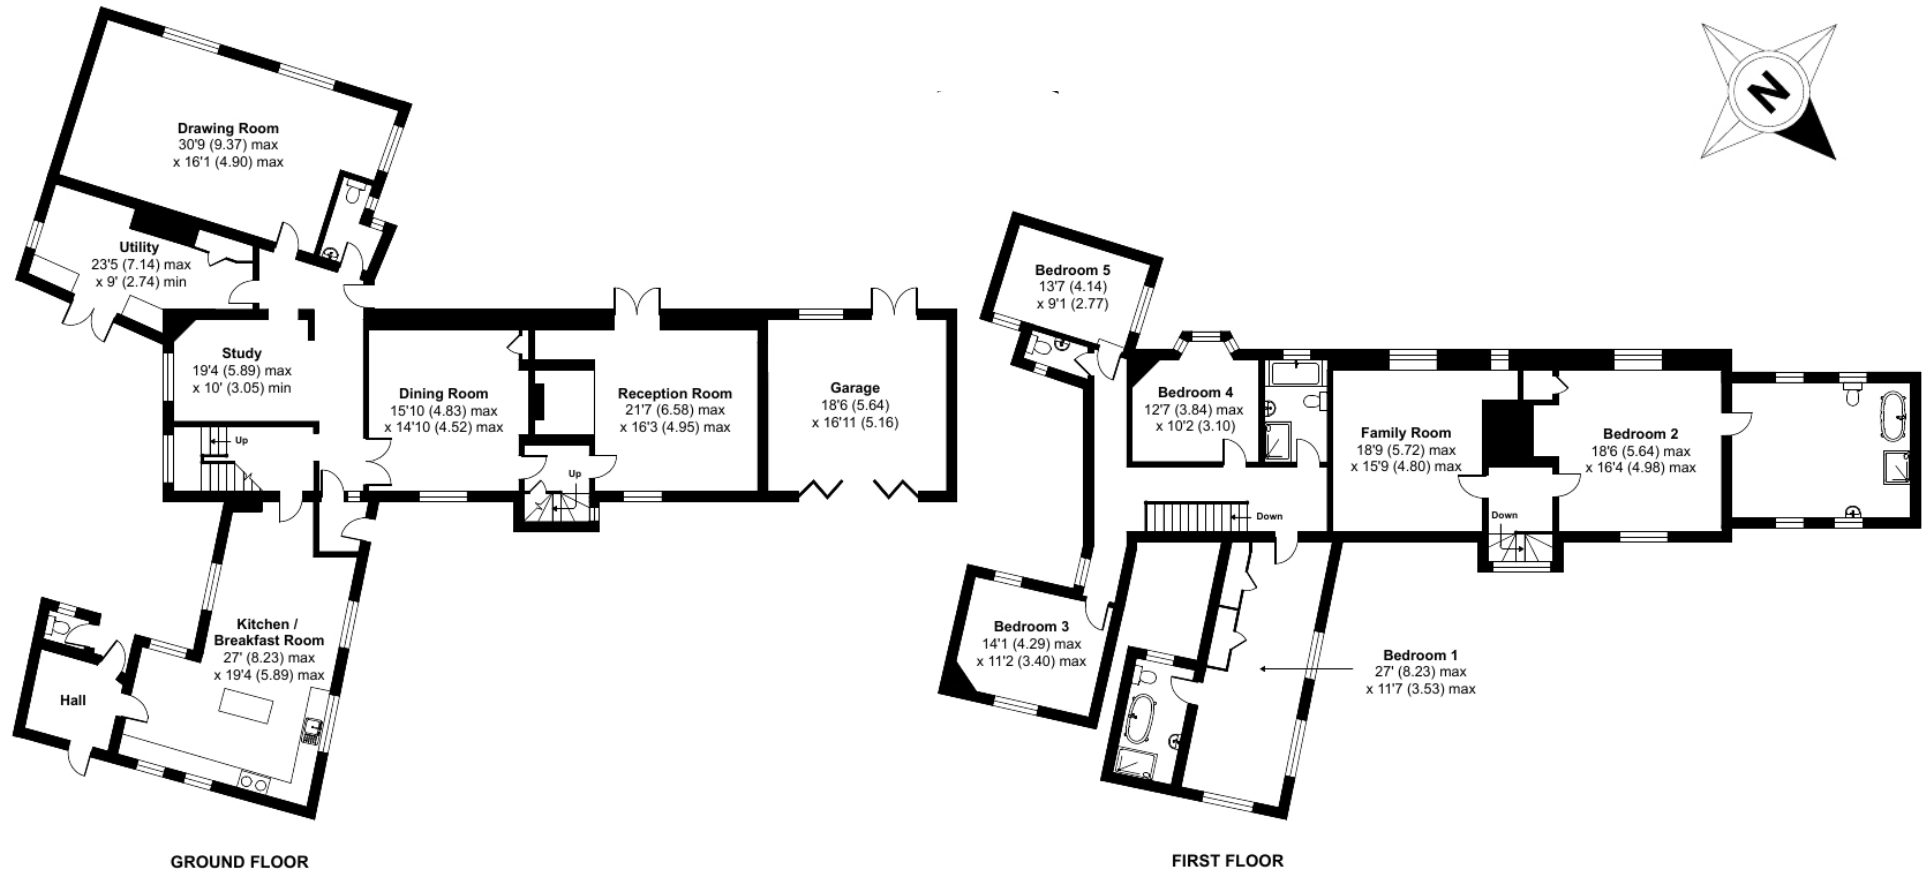 N
Drawing Room
30'9 (9.37) max
x 16'1 (4.90) max
Utility
23'5 (7.14) max
x 9' (2.74) min
Study
19'4 (5.89) max
x 10' (3.05) min
Up
Dining Room
15'10 (4.83) max
x 14'10 (4.52) max
Reception Room
21'7 (6.58) max
x 16'3 (4.95) max
Up
Garage
18'6 (5.64)
x 16'11 (5.16)
Kitchen /
Breakfast Room
27' (8.23) max
x 19'4 (5.89) max
Hall
GROUND FLOOR
Bedroom 5
13'7 (4.14)
x 9'1 (2.77)
Bedroom 4
12'7 (3.84) max
x 10'2 (3.10)
Family Room
18'9 (5.72) max
x 15'9 (4.80) max
Bedroom 2
18'6 (5.64) max
x 16'4 (4.98) max
Down
Down
Bedroom 3
14'1 (4.29) max
x 11'2 (3.40) max
Bedroom 1
27' (8.23) max
x 11'7 (3.53) max
FIRST FLOOR